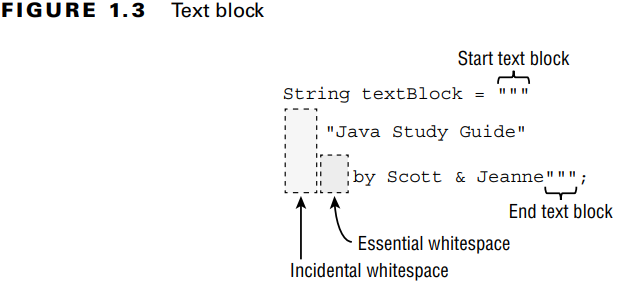 FIGURE 1.3 Text block
Start text block
String textBlock = """
"Java Study Guide"
by Scott & Jeanne""";
End text block
Essential whitespace
Incidental whitespace